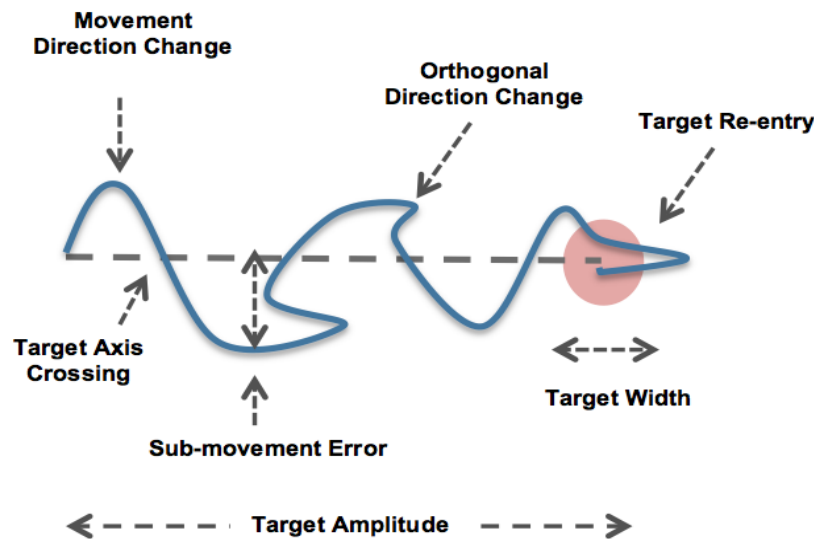 Movement
Direction Change
Orthogonal
Direction Change
Target Re-entry
Target Axis
Crossing
Target Width
Sub-movement Error
Target Amplitude